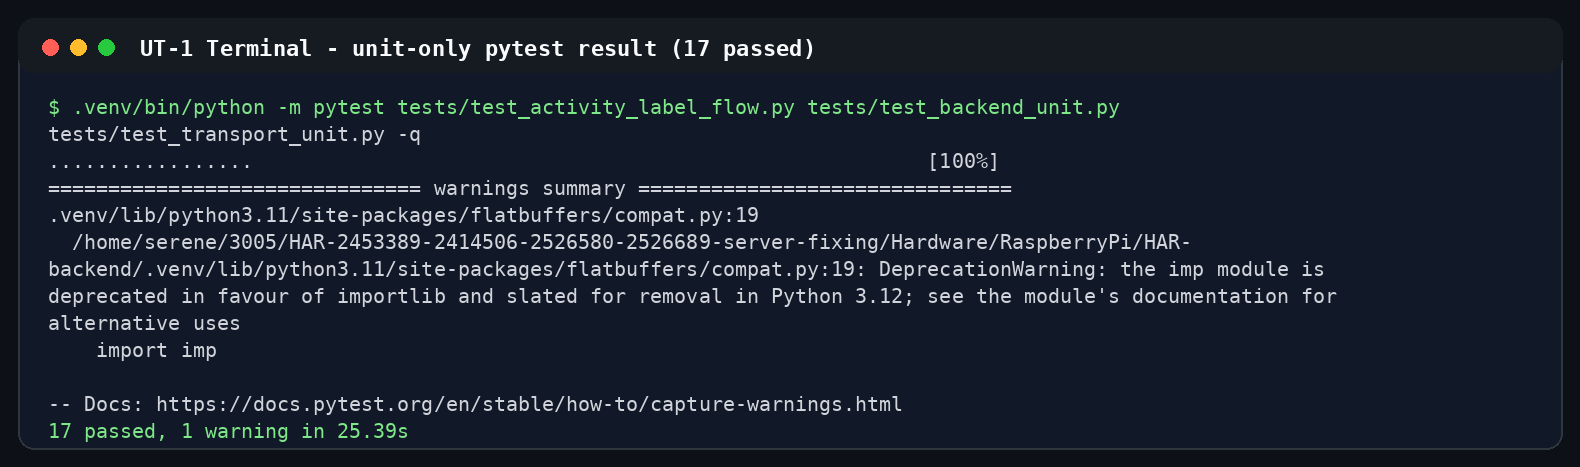 UT-1 Terminal - unit-only pytest result (17 passed)
$ .venv/bin/python -m pytest tests/test_activity_label_flow.py tests/test_backend_unit.py
tests/test_transport_unit.py -q
................. [100%]
=============================== warnings summary ===============================
.venv/lib/python3.11/site-packages/flatbuffers/compat.py:19
  /home/serene/3005/HAR-2453389-2414506-2526580-2526689-server-fixing/Hardware/RaspberryPi/HAR-
backend/.venv/lib/python3.11/site-packages/flatbuffers/compat.py:19: DeprecationWarning: the imp module is
deprecated in favour of importlib and slated for removal in Python 3.12; see the module's documentation for
alternative uses
    import imp
-- Docs: https://docs.pytest.org/en/stable/how-to/capture-warnings.html
17 passed, 1 warning in 25.39s